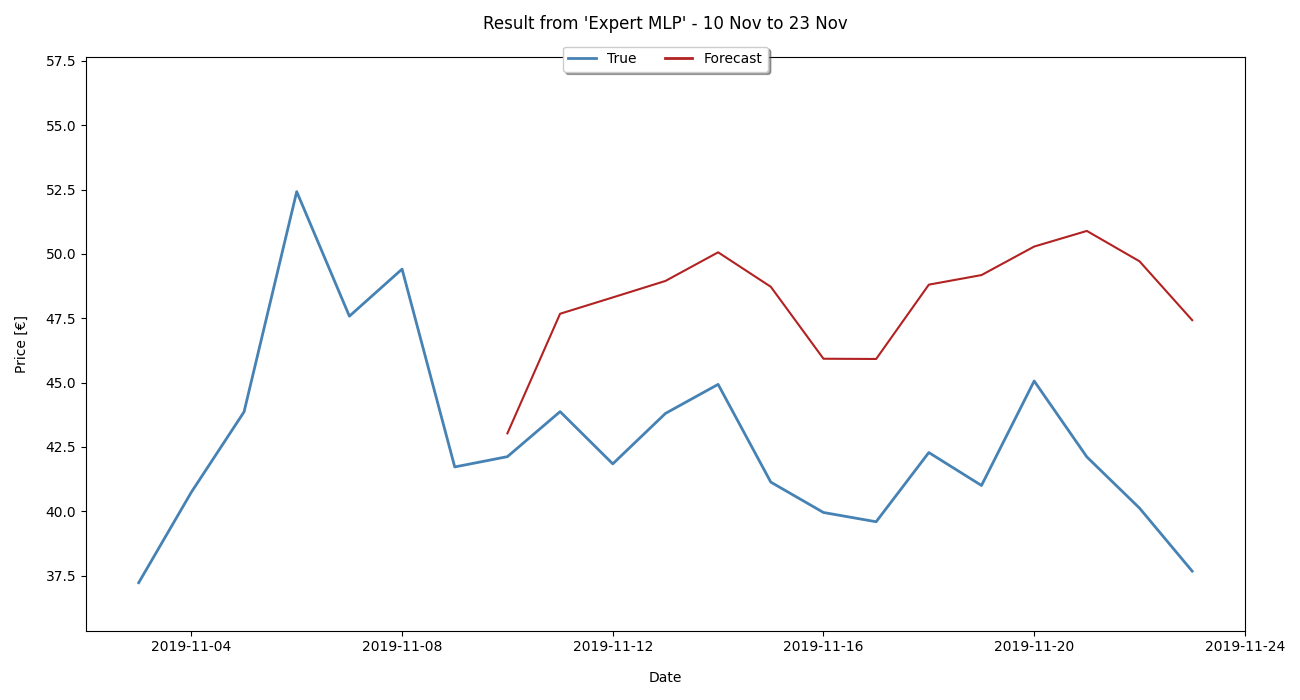 Result from 'Expert MLP' - 10 Nov to 23 Nov
True Forecast
57.5
55.0
52.5
50.0
47.5
45.0
42.5
40.0
37.5
Price [€]
2019-11-04 2019-11-08 2019-11-12 2019-11-16 2019-11-20 2019-11-24
Date